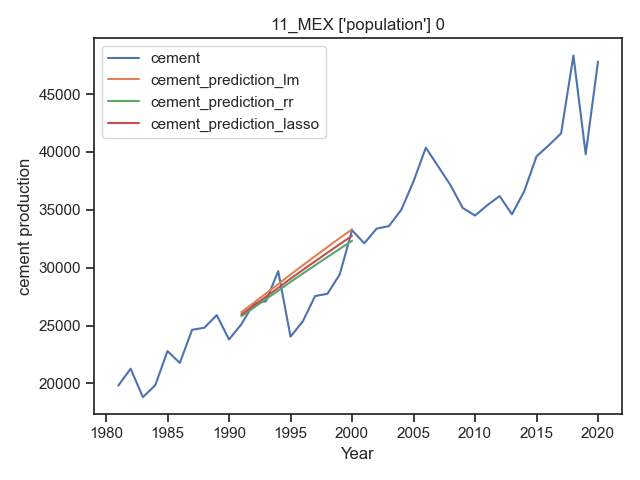 11_MEX ['population'] 0
cement
cement_prediction_lm
cement_prediction_rr
cement_prediction_lasso
cement production
45000
40000
35000
30000
25000
20000
1980 1985 1990 1995 2000 2005 2010 2015 2020
Year